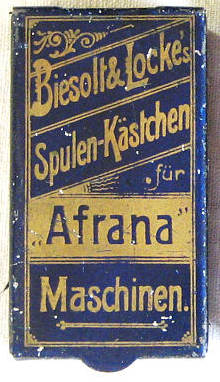 Biesolt & Locke's
Spulen-Kästchen
für
„Afrana"
Maschinen.